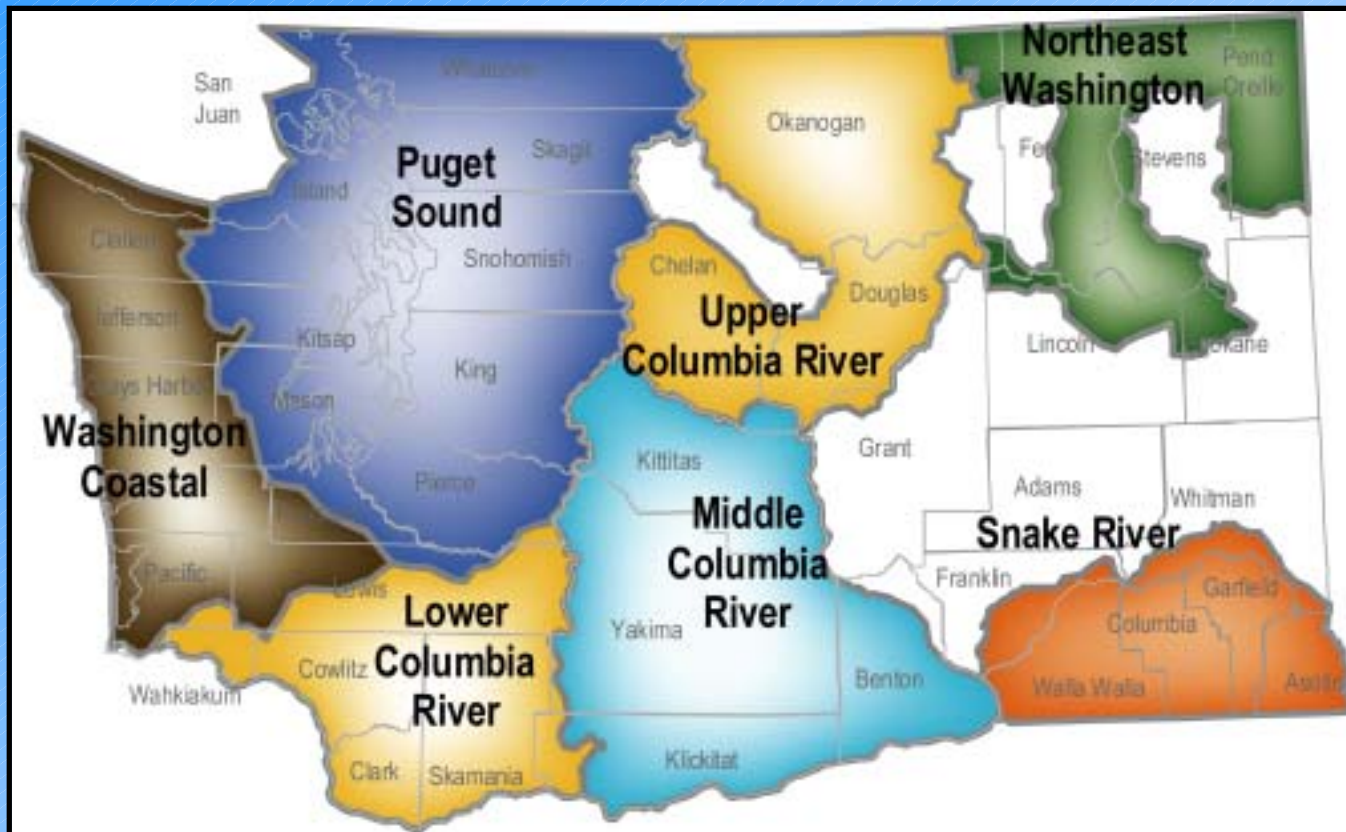 Northeast
Washington
Pend
Oreille
San
Juan
Whatcom
Okanogan
Skagit
Stevens
Puget
Sound
Island
Clallam
Snohomish
Chelan
Douglas
Upper
Columbia River
Jefferson
Kitsap
King
Lincoln
Mason
Washington
Coastal
Grant
Kittitas
Pierce
Adams
Whitman
Middle
Columbia
River
Snake River
Pacific
Lewis
Franklin
Garfield
Lower
Columbia
River
Yakima
Columbia
Cowlitz
Wahkiakum
Benton
Walla Walla
Asotin
Clark
Skamania
Klickitat